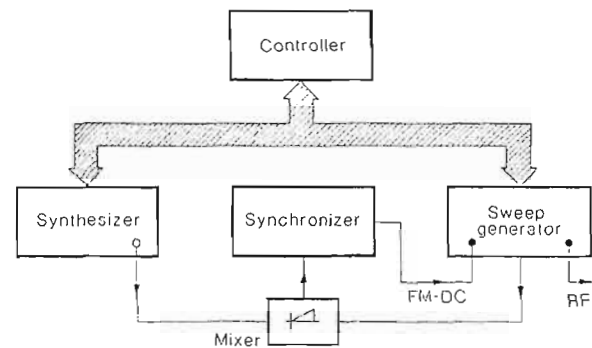 Controller
Synthesizer
Synchronizer
Sweep
generator
FM-DC
RF
Mixer